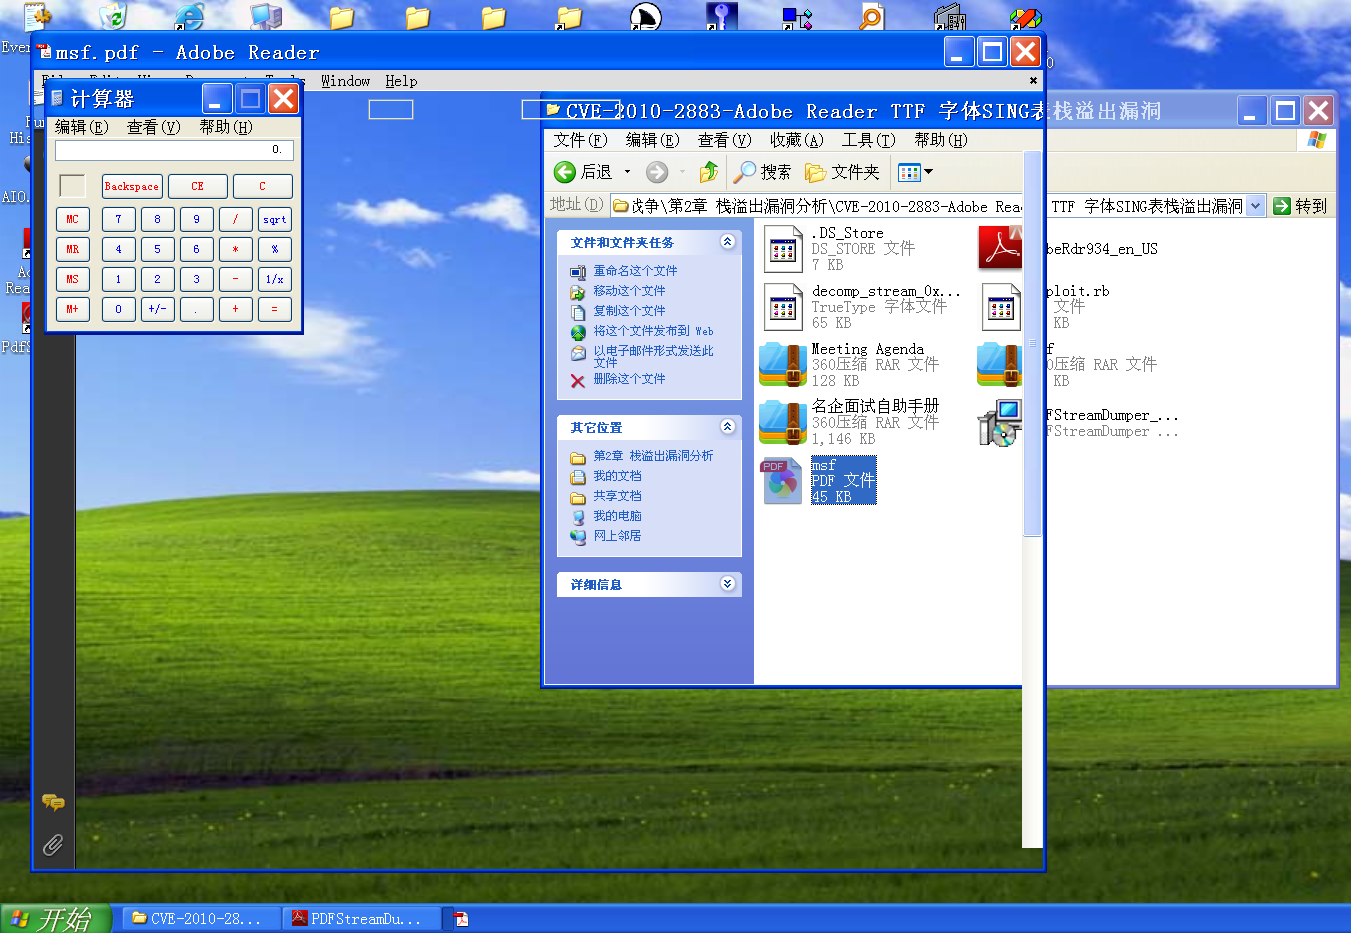 msf.pdf - Adobe Reader
Window Help
计算器
编辑(E) 查看(V) 帮助(H)
0.
Backspace CE C
MC 7 8 9 / sqrt
MR 4 5 6 * %
MS 1 2 3 - 1/x
M+ 0 +/- . + =
CVE-2010-2883-Adobe Reader TTF 字体SING表栈溢出漏洞
文件(F) 编辑(E) 查看(V) 收藏(A) 工具(T) 帮助(H)
后退 搜索 文件夹
地址(D) 戏争\第2章 栈溢出漏洞分析\CVE-2010-2883-Adobe Rea TTF 字体SING表栈溢出漏洞 转到
文件和文件夹任务
重命名这个文件
移动这个文件
复制这个文件
将这个文件发布到 Web
以电子邮件形式发送此
文件
删除这个文件
其它位置
第2章 栈溢出漏洞分析
我的文档
共享文档
我的电脑
网上邻居
详细信息
.DS_Store
DS_STORE 文件
7 KB
beRdr934_en_US
decomp_stream_0x...
TrueType 字体文件
65 KB
ploit.rb
文件
KB
Meeting Agenda
360压缩 RAR 文件
128 KB
f
0压缩 RAR 文件
KB
名企面试自助手册
360压缩 RAR 文件
1,146 KB
FStreamDumper_...
FStreamDumper ...
msf
PDF 文件
45 KB
Ever
Pu
His
AIO.
A
Rea
PdfS
开始 CVE-2010-28... PDFStreamDu...